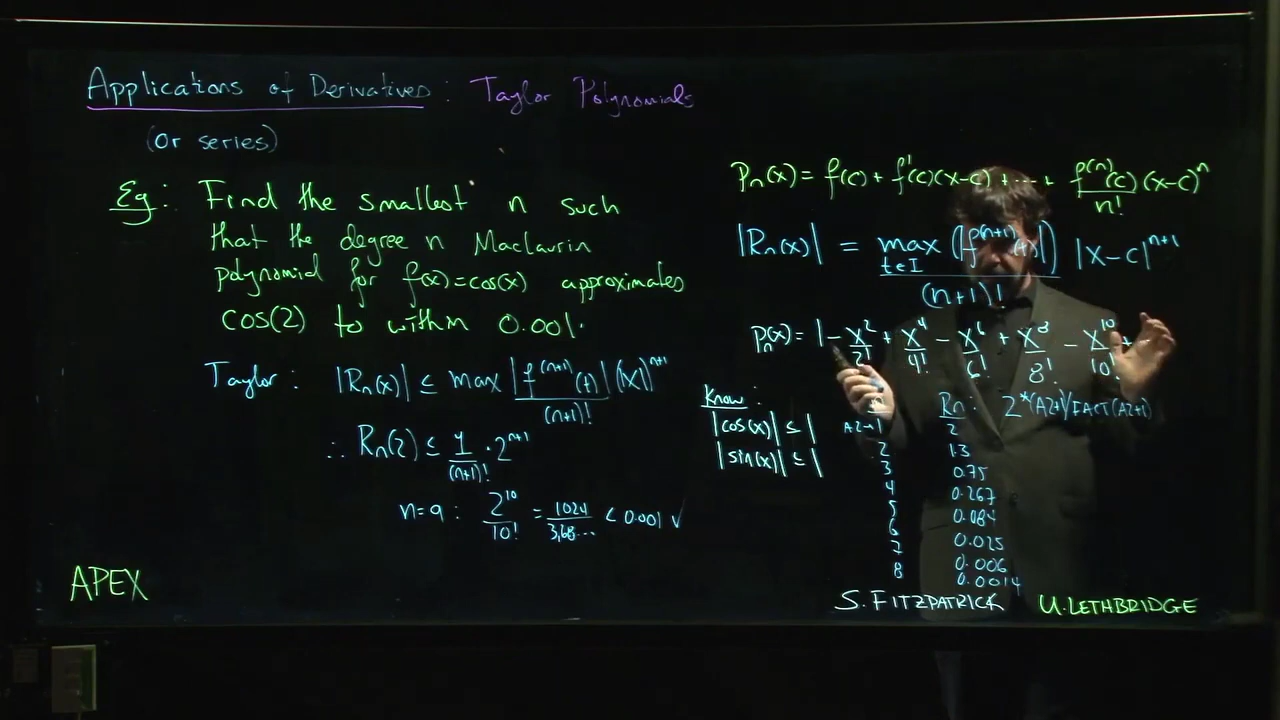 Applications of Derivatives : Taylor Polynomials
(or series)
Eg: Find the smallest n such
that the degree n Maclaurin
polynomial for f(x)=cos(x) approximates
cos(2) to within 0.001.
Taylor: |Rn(x)| ≤ max |f^(n+1)(t)| (|x|)^n+1
(n+1)!
∴ Rn(2) ≤ 1/(n+1)! · 2^n+1
n=9: 2^10/10! = 1024/3,68... < 0.001 ✓
APEX
Pn(x) = f(c) + f'(c)(x-c) + ... + f^(n)(c)/n! (x-c)^n
|Rn(x)| = max t∈I (|f^(n+1)(t)|) |x-c|^n+1
(n+1)!
Pn(x) = 1 - x^2/2! + x^4/4! - x^6/6! + x^8/8! - x^10/10! +
Know:
|cos(x)| ≤ 1
|sin(x)| ≤ 1
Rn: 2^(A2+1)/FACT(A2+1)
A2→1 2
2 1.3
3 0.75
4 0.267
5 0.084
6 0.025
7 0.006
8 0.0014
S. FITZPATRICK U. LETHBRIDGE